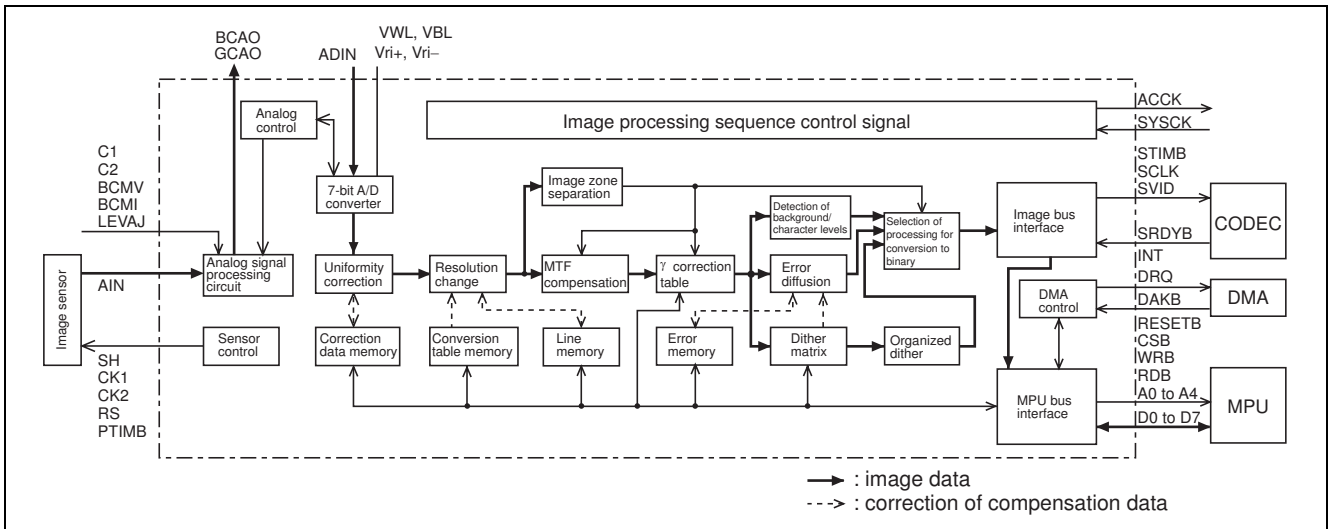 BCAO
GCAO
ADIN
VWL, VBL
Vri+, Vri−
Analog
control
Image processing sequence control signal
ACCK
SYSCK
C1
C2
BCMV
BCMI
LEVAJ
7-bit A/D
converter
Image zone
separation
Detection of
background/
character levels
Selection of
processing for
conversion to
binary
Image bus
interface
STIMB
SCLK
SVID
SRDYB
INT
CODEC
Image sensor
AIN
Analog signal
processing
circuit
Uniformity
correction
Resolution
change
MTF
compensation
γ correction
table
Error
diffusion
DMA
control
DRQ
DAKB
DMA
Sensor
control
Correction
data memory
Conversion
table memory
Line
memory
Error
memory
Dither
matrix
Organized
dither
SH
CK1
CK2
RS
PTIMB
MPU bus
interface
RESETB
CSB
WRB
RDB
A0 to A4
D0 to D7
MPU
: image data
: correction of compensation data